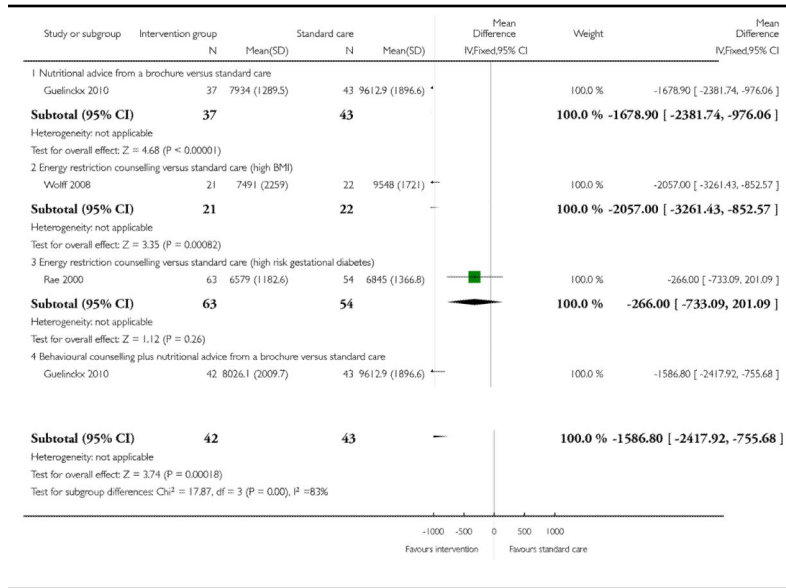 Mean Mean
Study or subgroup Intervention group Standard care Difference Weight Difference
N Mean(SD) N Mean(SD) IV,Fixed,95% CI IV,Fixed,95% CI
1 Nutritional advice from a brochure versus standard care
Guelinckx 2010 37 7934 (1289.5) 43 9612.9 (1896.6) 100.0 % -1678.90 [ -2381.74, -976.06 ]
Subtotal (95% CI) 37 43 100.0 % -1678.90 [ -2381.74, -976.06 ]
Heterogeneity: not applicable
Test for overall effect: Z = 4.68 (P < 0.00001)
2 Energy restriction counselling versus standard care (high BMI)
Wolff 2008 21 7491 (2259) 22 9548 (1721) 100.0 % -2057.00 [ -3261.43, -852.57 ]
Subtotal (95% CI) 21 22 100.0 % -2057.00 [ -3261.43, -852.57 ]
Heterogeneity: not applicable
Test for overall effect: Z = 3.35 (P = 0.00082)
3 Energy restriction counselling versus standard care (high risk gestational diabetes)
Rae 2000 63 6579 (1182.6) 54 6845 (1366.8) 100.0 % -266.00 [ -733.09, 201.09 ]
Subtotal (95% CI) 63 54 100.0 % -266.00 [ -733.09, 201.09 ]
Heterogeneity: not applicable
Test for overall effect: Z = 1.12 (P = 0.26)
4 Behavioural counselling plus nutritional advice from a brochure versus standard care
Guelinckx 2010 42 8026.1 (2009.7) 43 9612.9 (1896.6) 100.0 % -1586.80 [ -2417.92, -755.68 ]
Subtotal (95% CI) 42 43 100.0 % -1586.80 [ -2417.92, -755.68 ]
Heterogeneity: not applicable
Test for overall effect: Z = 3.74 (P = 0.00018)
Test for subgroup differences: Chi² = 17.87, df = 3 (P = 0.00), I² =83%
-1000 -500 0 500 1000
Favours intervention Favours standard care